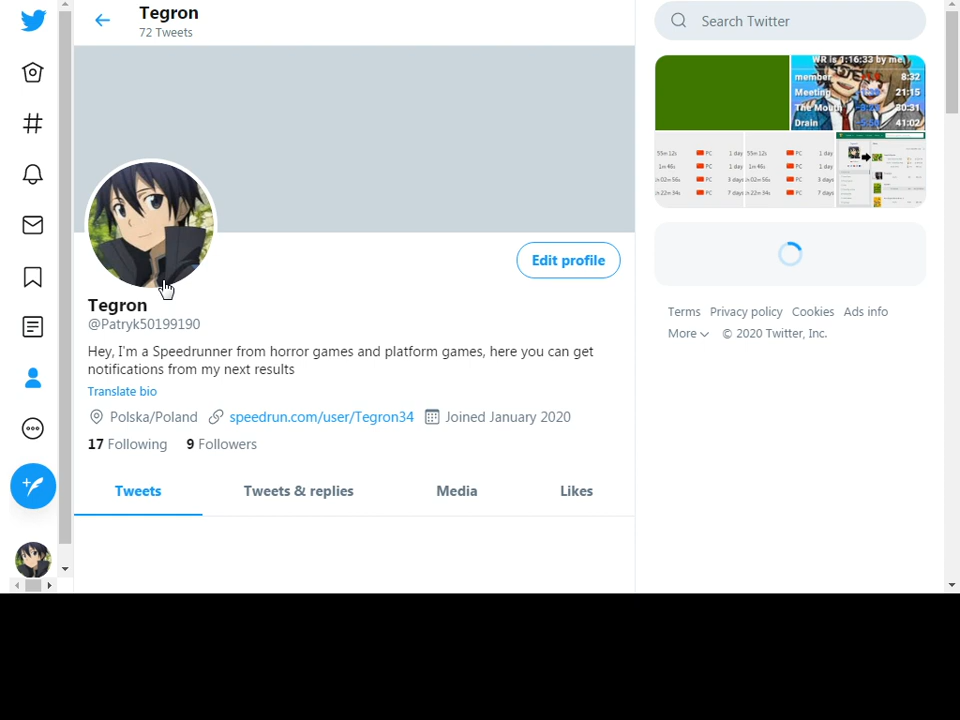 Tegron
72 Tweets
Search Twitter
WR is 1:16:33 by me
member 8:32
Meeting 21:15
The Mouth 30:31
Drain 41:02
55m 12s PC 1 day 55m 12s PC 1 day
1m 46s PC 1 day 1m 46s PC 1 day
02m 56s PC 3 days 02m 56s PC 3 days
22m 34s PC 7 days 22m 34s PC 7 days
Edit profile
Tegron
@Patryk50199190
Hey, I'm a Speedrunner from horror games and platform games, here you can get
notifications from my next results
Translate bio
Polska/Poland speedrun.com/user/Tegron34 Joined January 2020
17 Following 9 Followers
Tweets Tweets & replies Media Likes
Terms Privacy policy Cookies Ads info
More © 2020 Twitter, Inc.